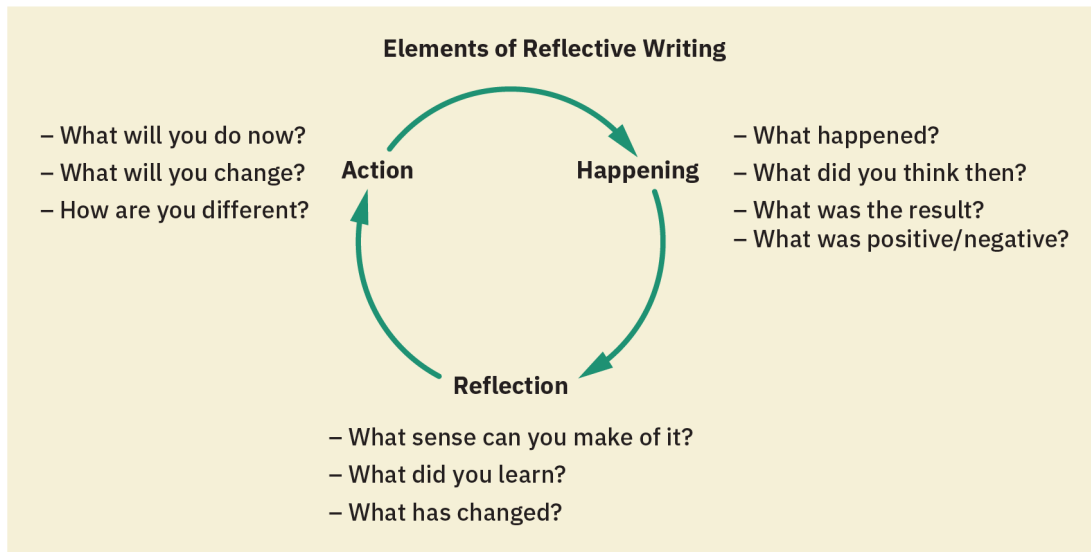 Elements of Reflective Writing
– What will you do now?
– What will you change?
– How are you different?
Action
Happening
– What happened?
– What did you think then?
– What was the result?
– What was positive/negative?
Reflection
– What sense can you make of it?
– What did you learn?
– What has changed?